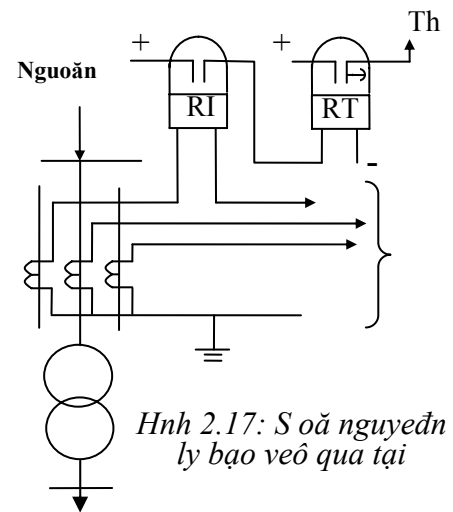 Th
+
+
Nguoăn
RI
RT
-
Hnh 2.17: S oă nguyeđn
ly bạo veô qua tại